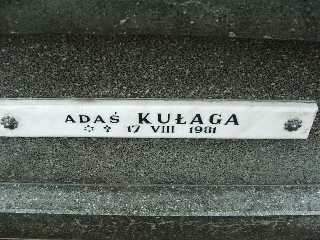 ADAŚ KUŁAGA
* † 17 VIII 1981